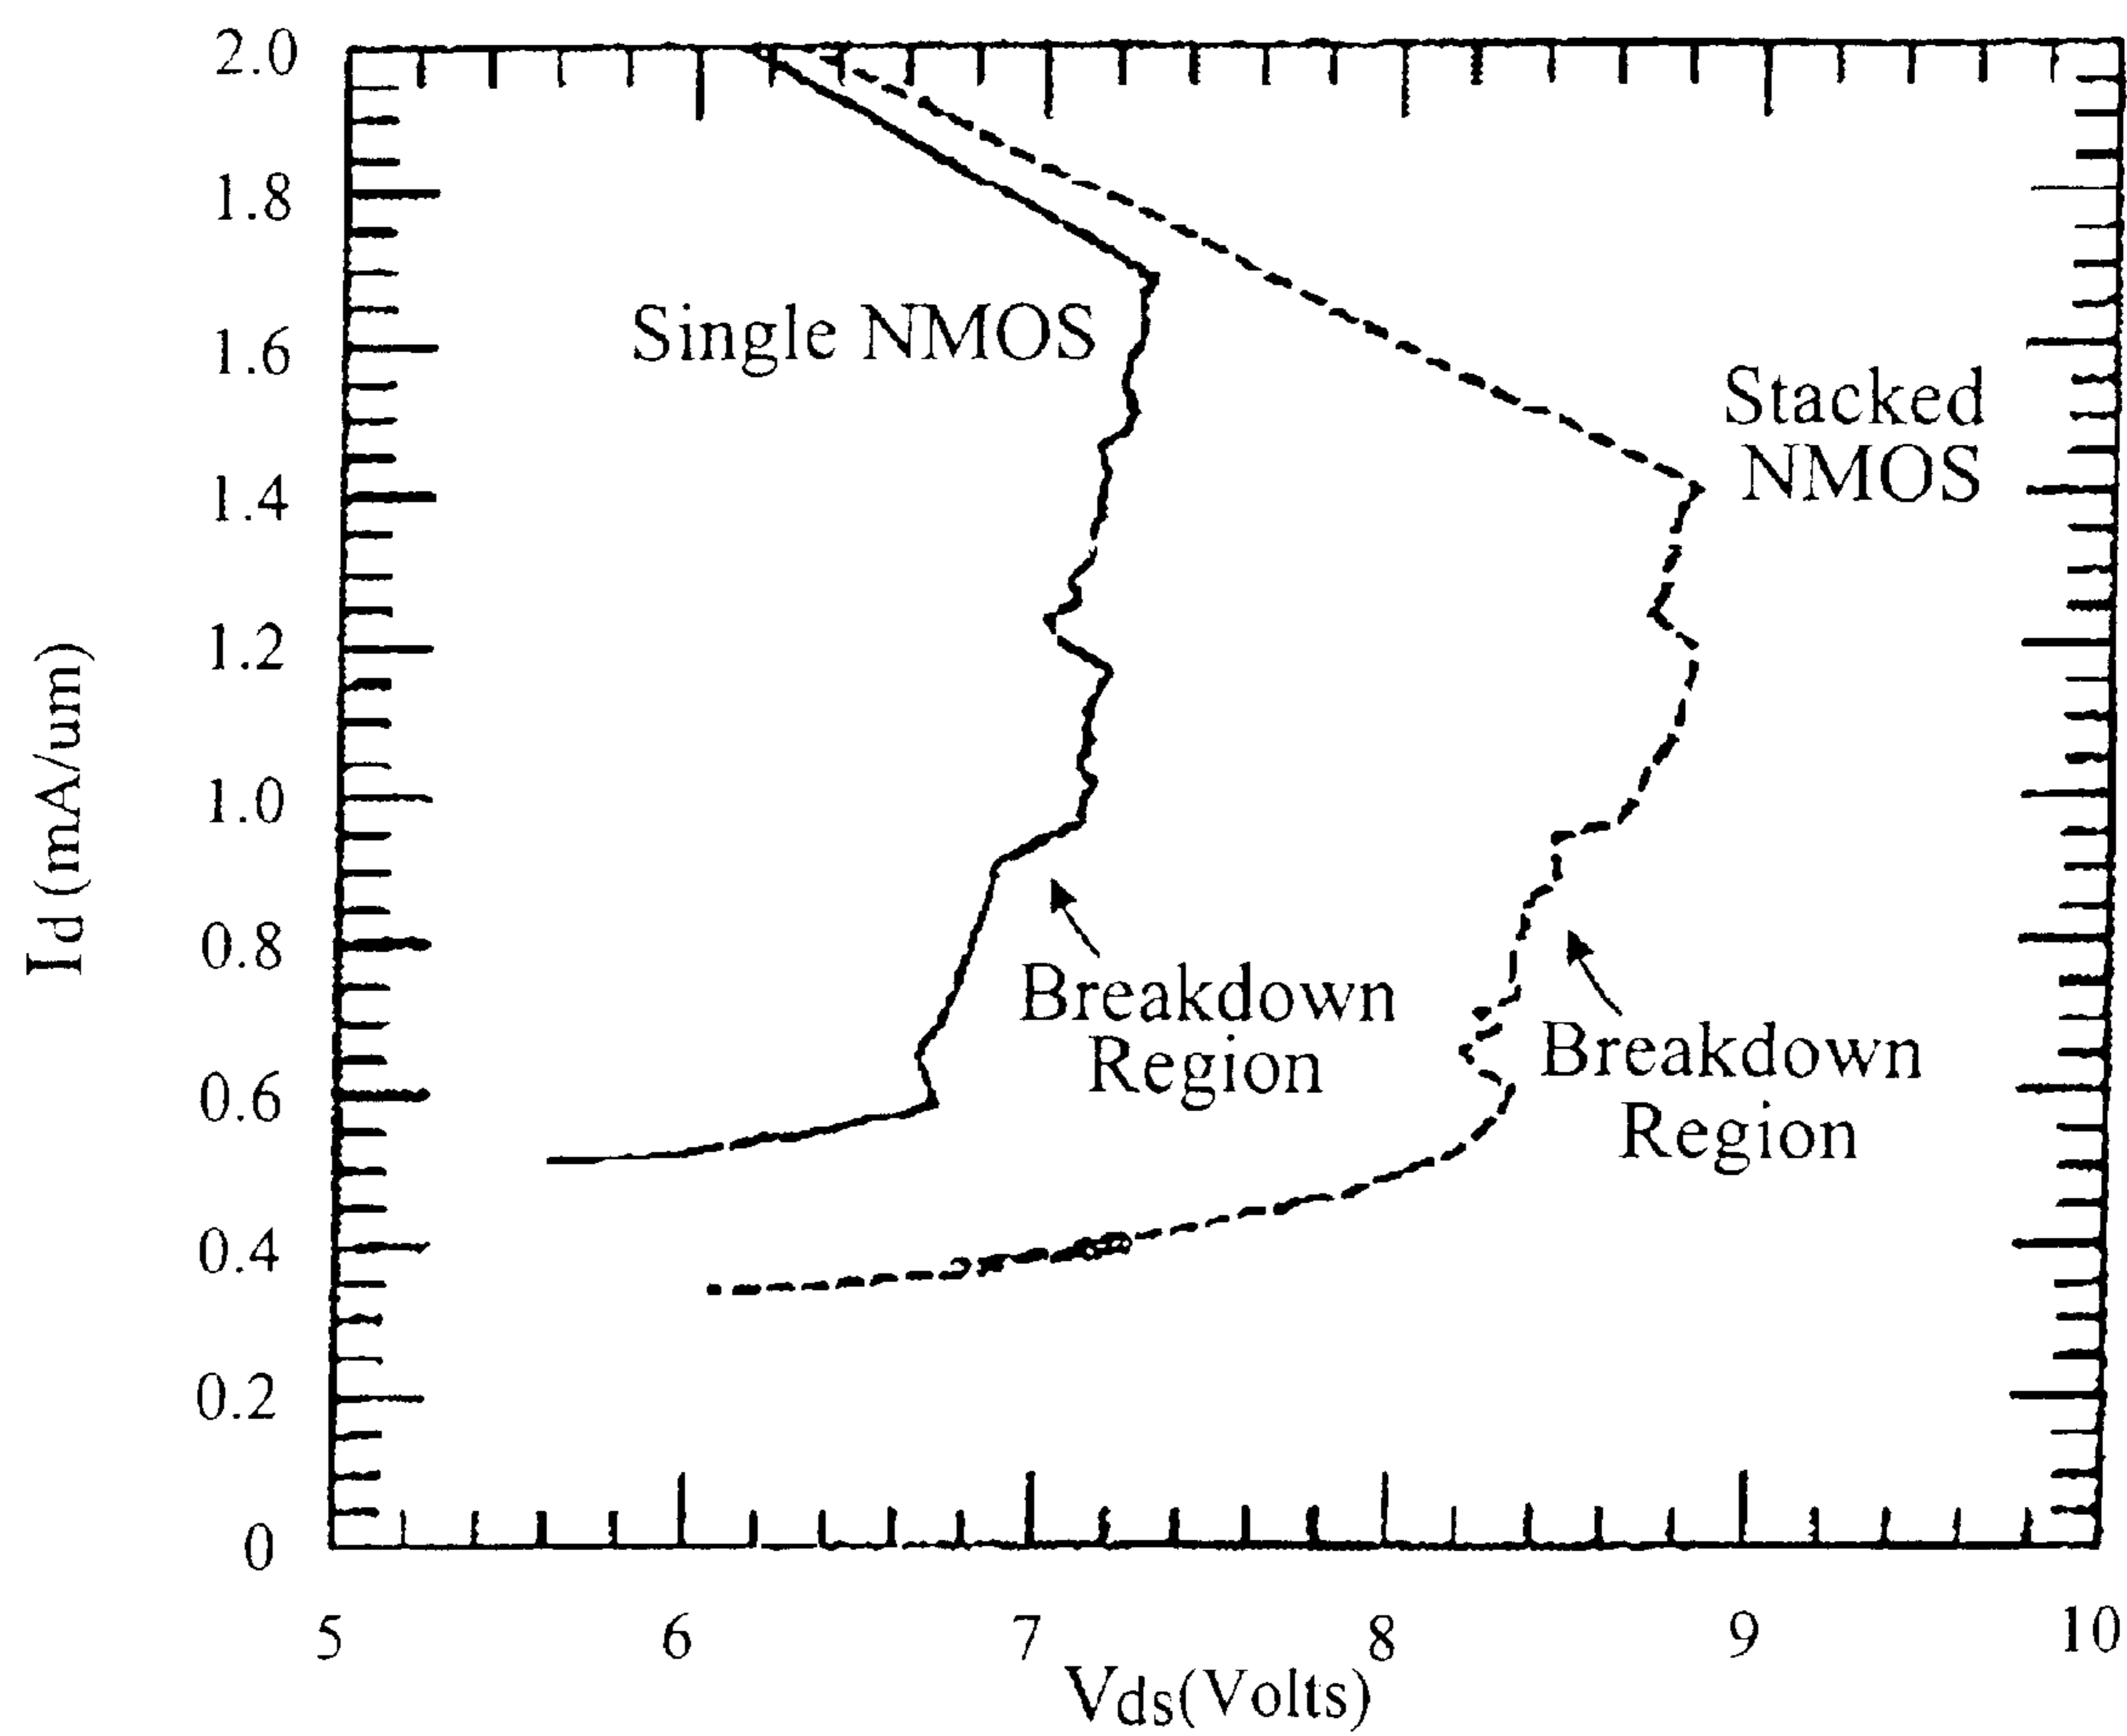 2.0
1.8
1.6
1.4
1.2
1.0
0.8
0.6
0.4
0.2
0
Id (mA/um)
Single NMOS
Stacked
NMOS
Breakdown
Region
Breakdown
Region
5 6 7 8 9 10
Vds(Volts)